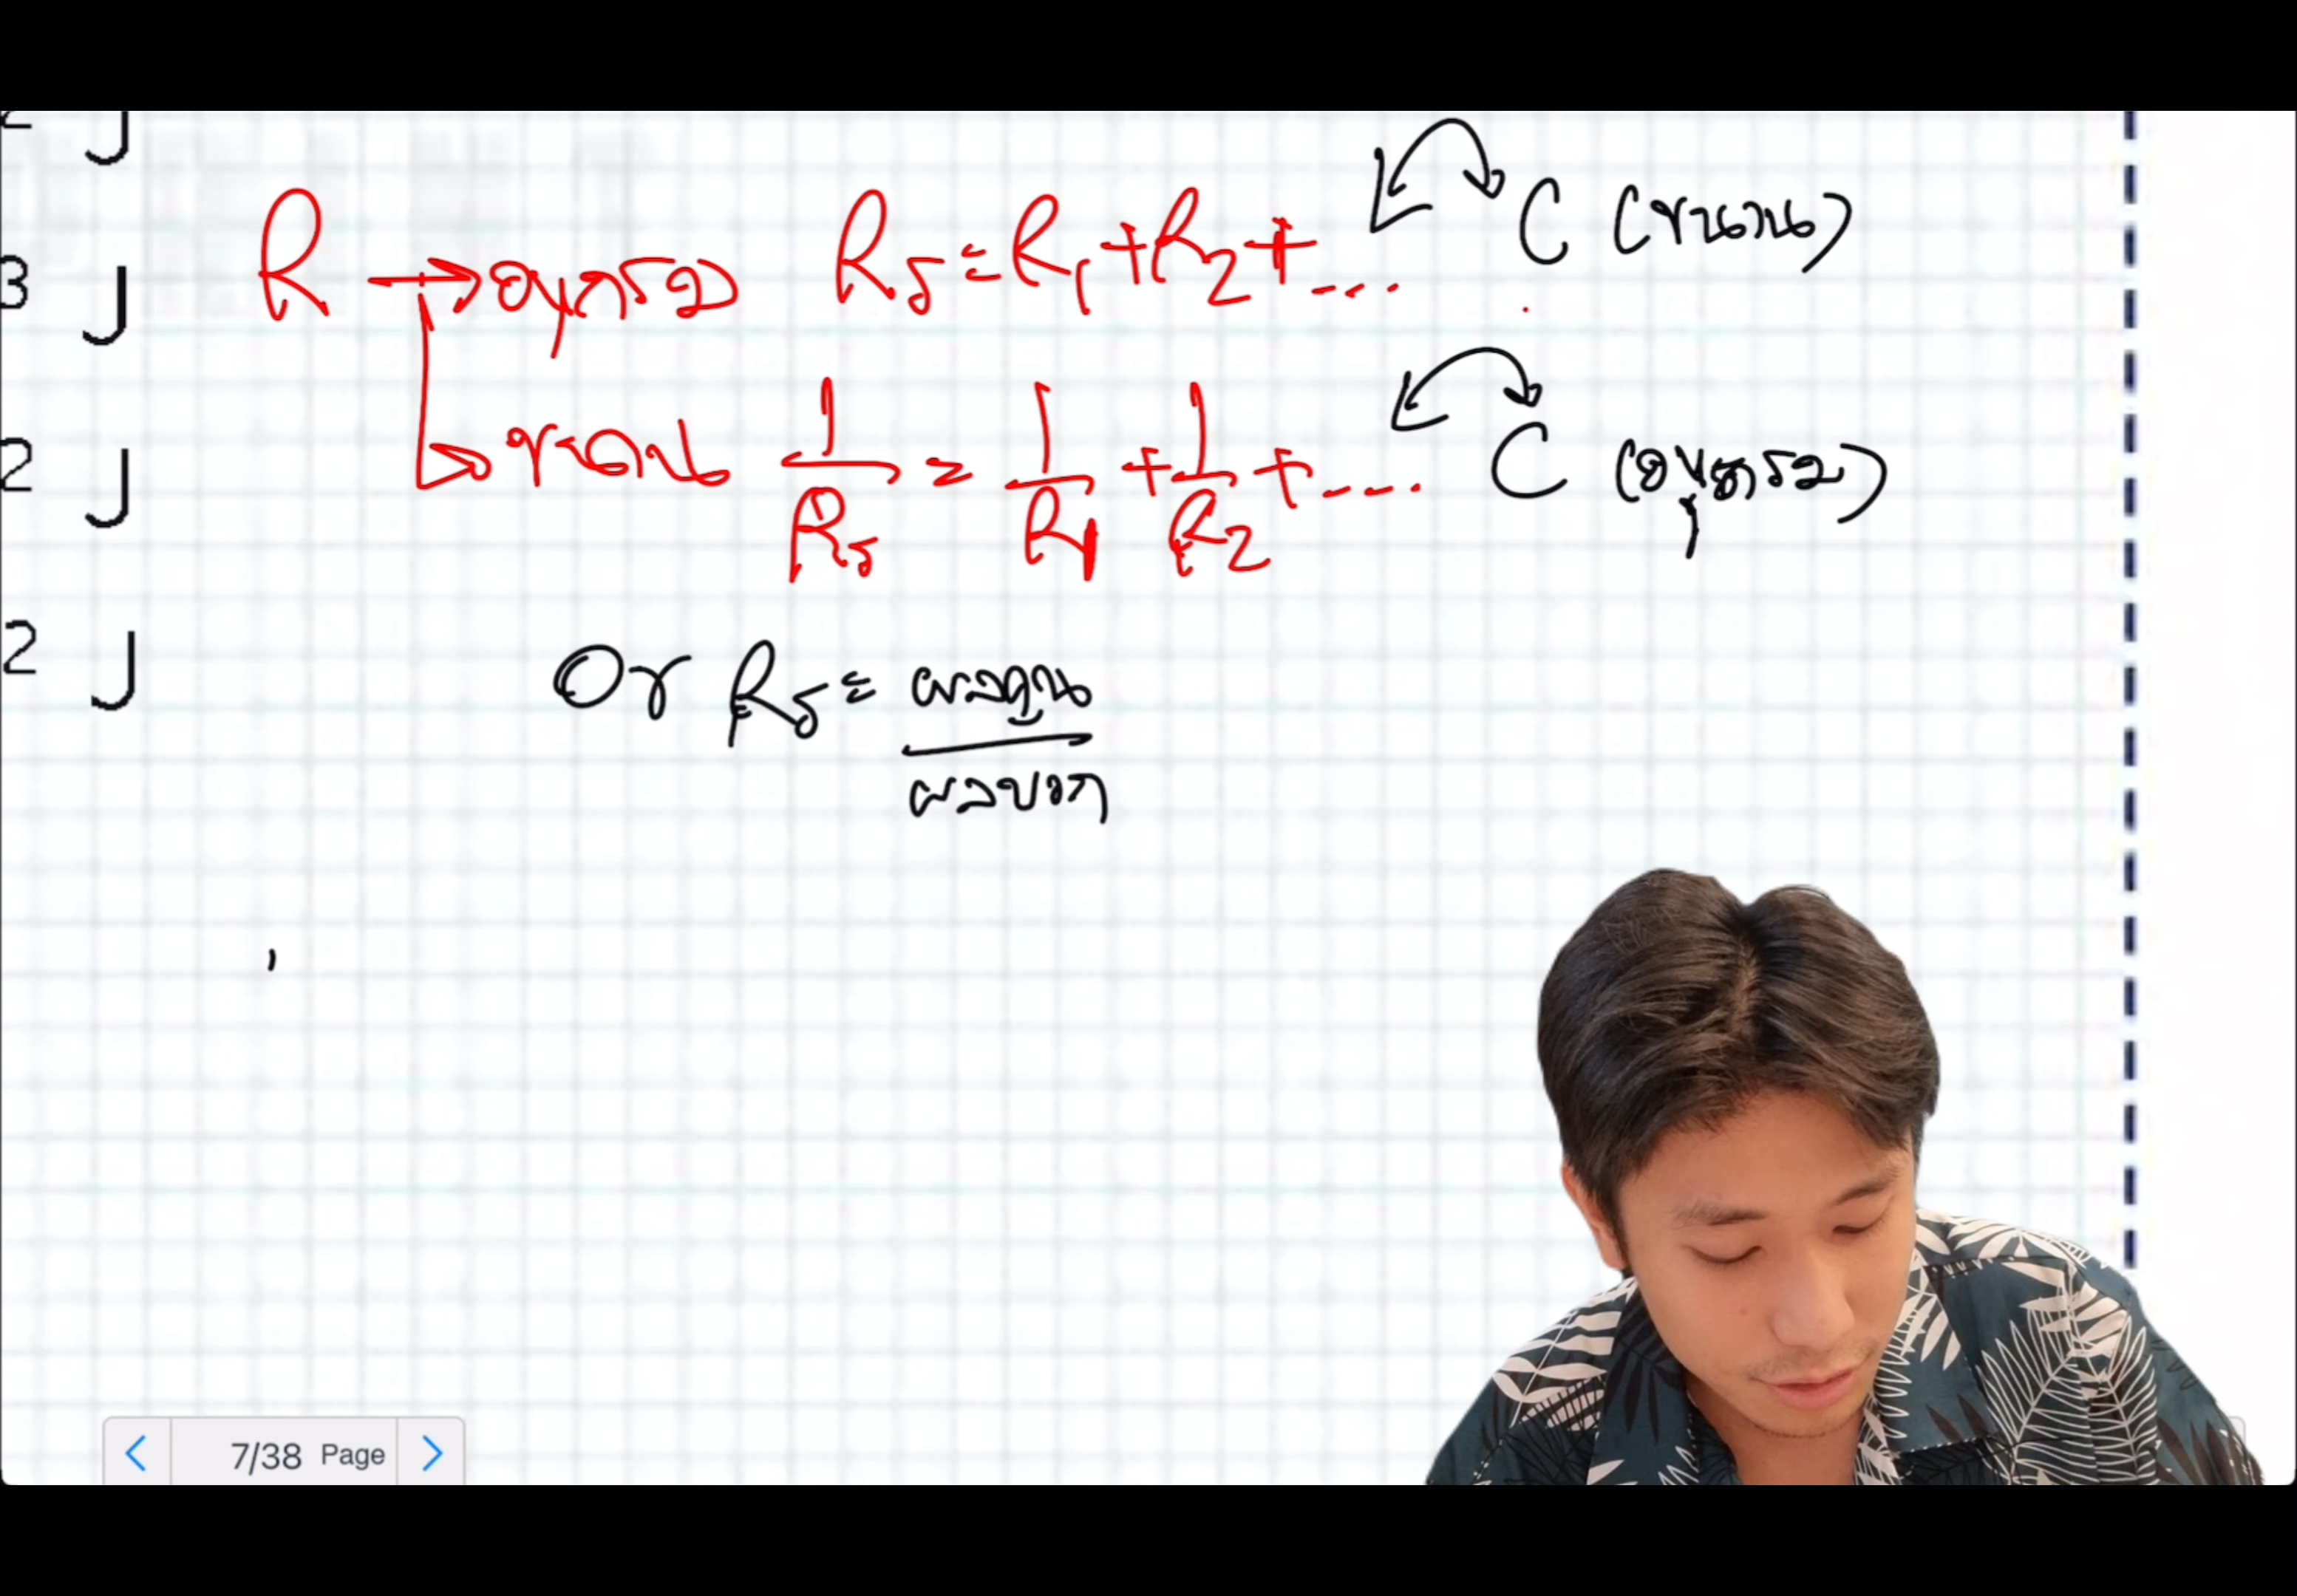 2 J
R → อนุกรม Rร = R1 + R2 + ... C (ขนาน)
3 J
ขนาน 1/Rร = 1/R1 + 1/R2 + .... C (อนุกรม)
2 J
2 J
Or Rร = ผลคูณ
ผลบวก
7/38 Page